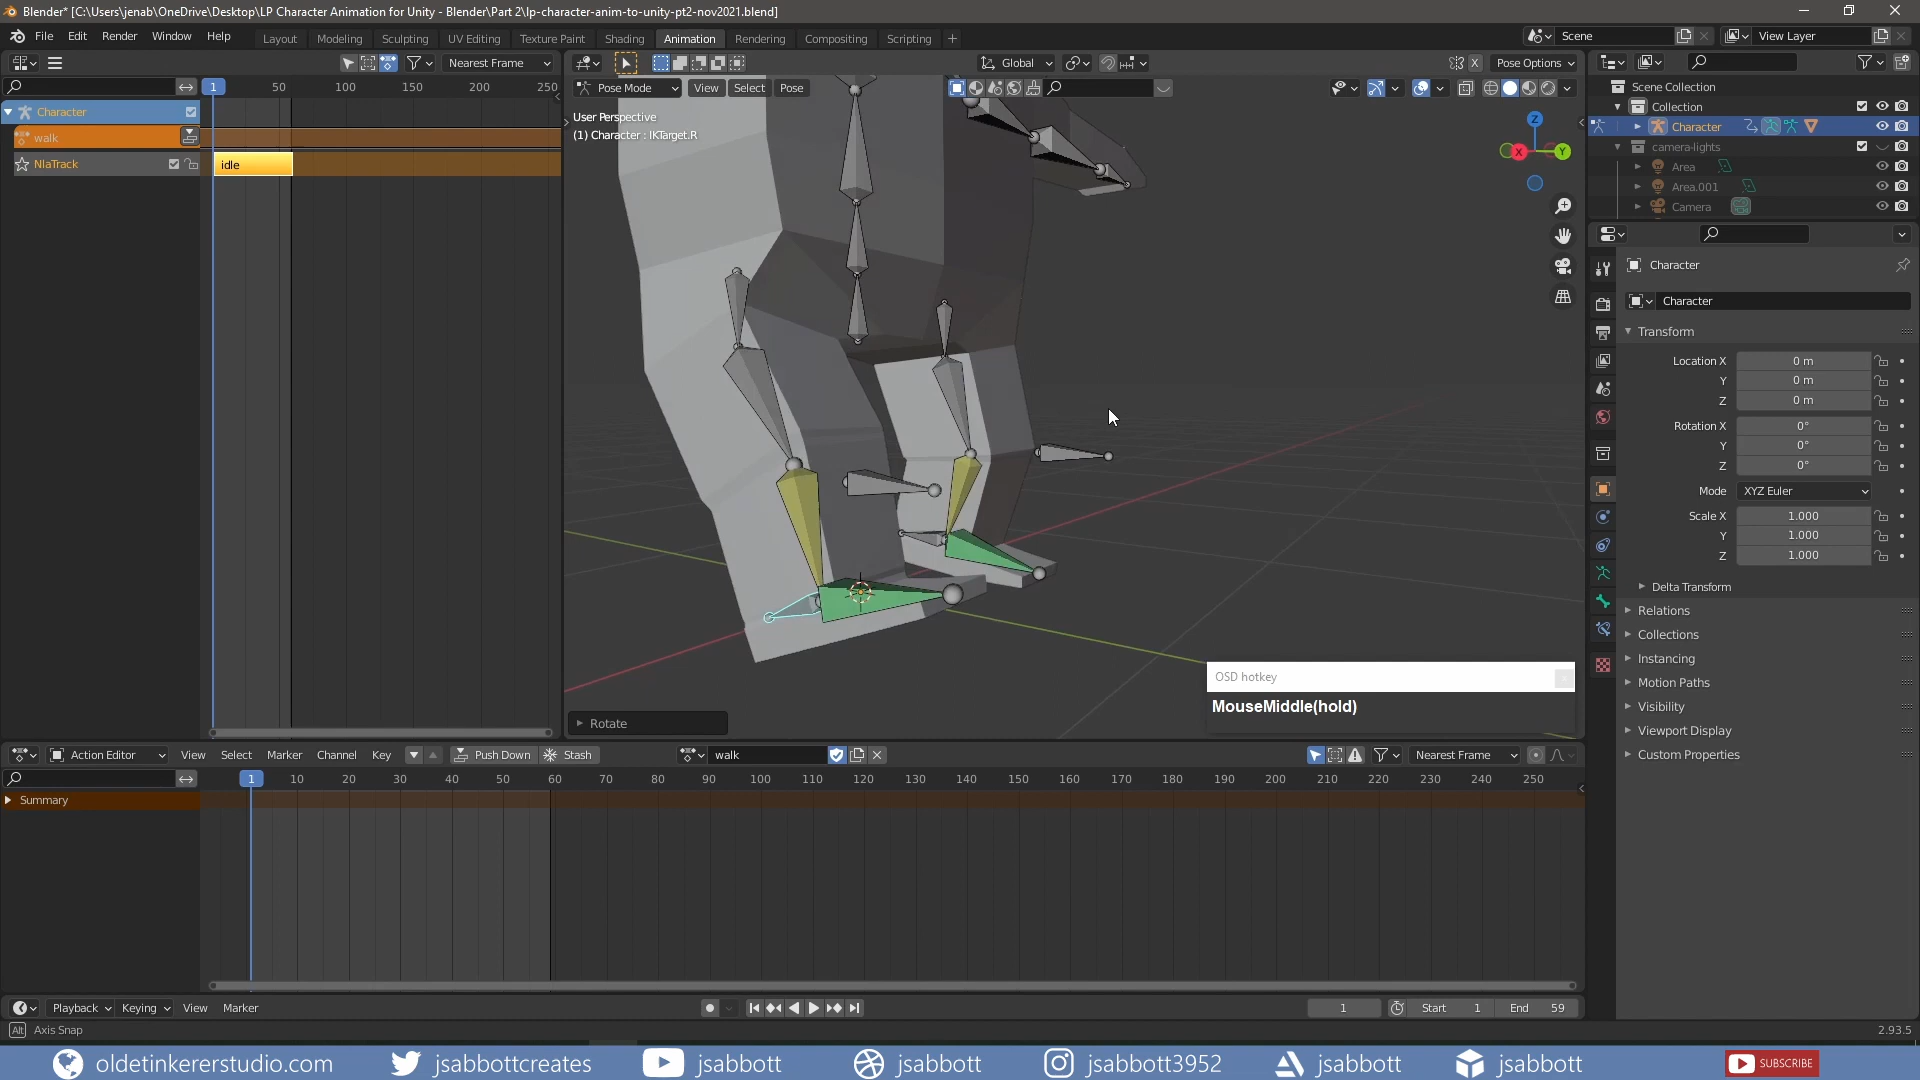 Blender* [C:\Users\jenab\OneDrive\Desktop\LP Character Animation for Unity - Blender\Part 2\lp-character-anim-to-unity-pt2-nov2021.blend]
File Edit Render Window Help Layout Modeling Sculpting UV Editing Texture Paint Shading Animation Rendering Compositing Scripting + Scene View Layer
Nearest Frame Global X Pose Options
1 50 100 150 200 250 Pose Mode View Select Pose
Character
walk
NlaTrack idle
User Perspective
(1) Character : IKTarget.R
Z
X Y
Rotate
OSD hotkey
MouseMiddle(hold)
Scene Collection
Collection
Character
camera-lights
Area
Area.001
Camera
Character
Character
Transform
Location X 0 m
Y 0 m
Z 0 m
Rotation X 0°
Y 0°
Z 0°
Mode XYZ Euler
Scale X 1.000
Y 1.000
Z 1.000
Delta Transform
Relations
Collections
Instancing
Motion Paths
Visibility
Viewport Display
Custom Properties
Action Editor View Select Marker Channel Key Push Down Stash walk Nearest Frame
1 10 20 30 40 50 60 70 80 90 100 110 120 130 140 150 160 170 180 190 200 210 220 230 240 250
Summary
Playback Keying View Marker 1 Start 1 End 59
Alt Axis Snap 2.93.5
oldetinkererstudio.com jsabbottcreates jsabbott jsabbott jsabbott3952 jsabbott jsabbott SUBSCRIBE